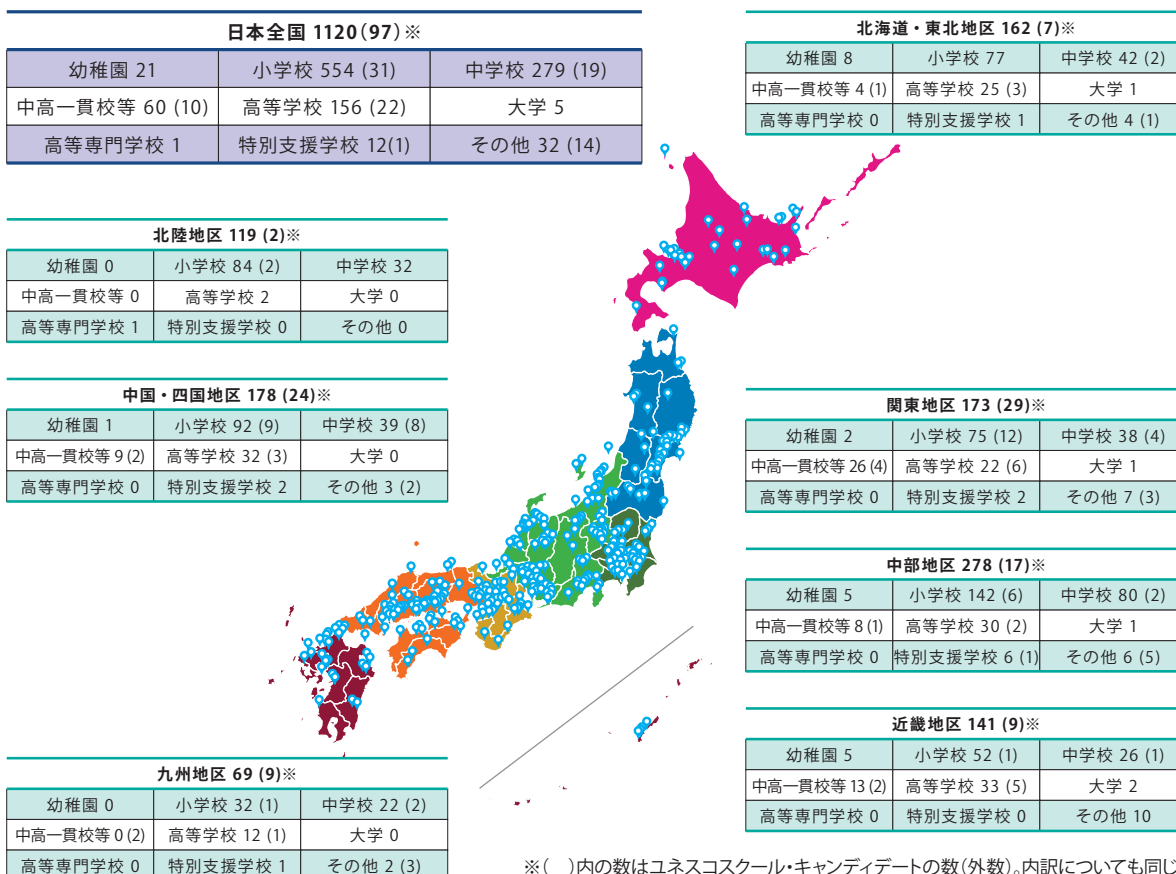 日本全国 1120(97)※
幼稚園 21 小学校 554 (31) 中学校 279 (19)
中高一貫校等 60 (10) 高等学校 156 (22) 大学 5
高等専門学校 1 特別支援学校 12(1) その他 32 (14)
北海道・東北地区 162 (7)※
幼稚園 8 小学校 77 中学校 42 (2)
中高一貫校等 4 (1) 高等学校 25 (3) 大学 1
高等専門学校 0 特別支援学校 1 その他 4 (1)
北陸地区 119 (2)※
幼稚園 0 小学校 84 (2) 中学校 32
中高一貫校等 0 高等学校 2 大学 0
高等専門学校 1 特別支援学校 0 その他 0
中国・四国地区 178 (24)※
幼稚園 1 小学校 92 (9) 中学校 39 (8)
中高一貫校等 9 (2) 高等学校 32 (3) 大学 0
高等専門学校 0 特別支援学校 2 その他 3 (2)
関東地区 173 (29)※
幼稚園 2 小学校 75 (12) 中学校 38 (4)
中高一貫校等 26 (4) 高等学校 22 (6) 大学 1
高等専門学校 0 特別支援学校 2 その他 7 (3)
中部地区 278 (17)※
幼稚園 5 小学校 142 (6) 中学校 80 (2)
中高一貫校等 8 (1) 高等学校 30 (2) 大学 1
高等専門学校 0 特別支援学校 6 (1) その他 6 (5)
近畿地区 141 (9)※
幼稚園 5 小学校 52 (1) 中学校 26 (1)
中高一貫校等 13 (2) 高等学校 33 (5) 大学 2
高等専門学校 0 特別支援学校 0 その他 10
九州地区 69 (9)※
幼稚園 0 小学校 32 (1) 中学校 22 (2)
中高一貫校等 0 (2) 高等学校 12 (1) 大学 0
高等専門学校 0 特別支援学校 1 その他 2 (3)
※( )内の数はユネスコスクール・キャンディデートの数(外数)。内訳についても同じ